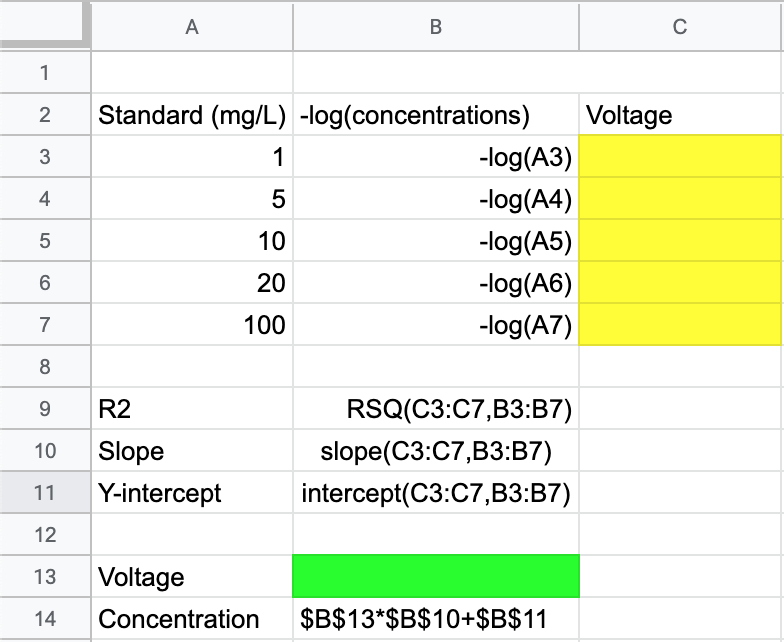 A B C
1
2 Standard (mg/L) -log(concentrations) Voltage
3 1 -log(A3)
4 5 -log(A4)
5 10 -log(A5)
6 20 -log(A6)
7 100 -log(A7)
8
9 R2 RSQ(C3:C7,B3:B7)
10 Slope slope(C3:C7,B3:B7)
11 Y-intercept intercept(C3:C7,B3:B7)
12
13 Voltage
14 Concentration $B$13*$B$10+$B$11